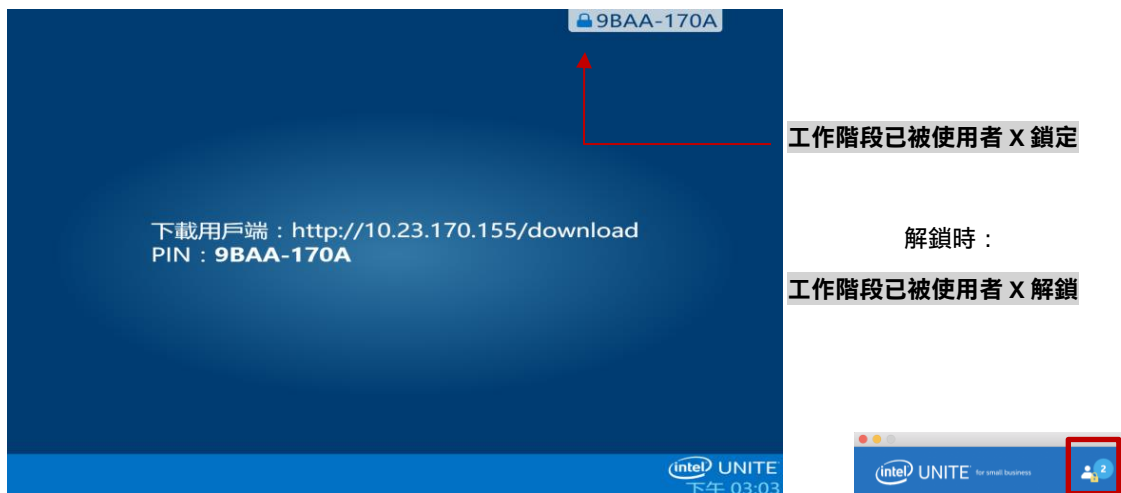 9BAA-170A
工作階段已被使用者 X 鎖定
下載用戶端：http://10.23.170.155/download
PIN：9BAA-170A
解鎖時：
工作階段已被使用者 X 解鎖
intel UNITE
下午 03:03
intel UNITE for small business
2